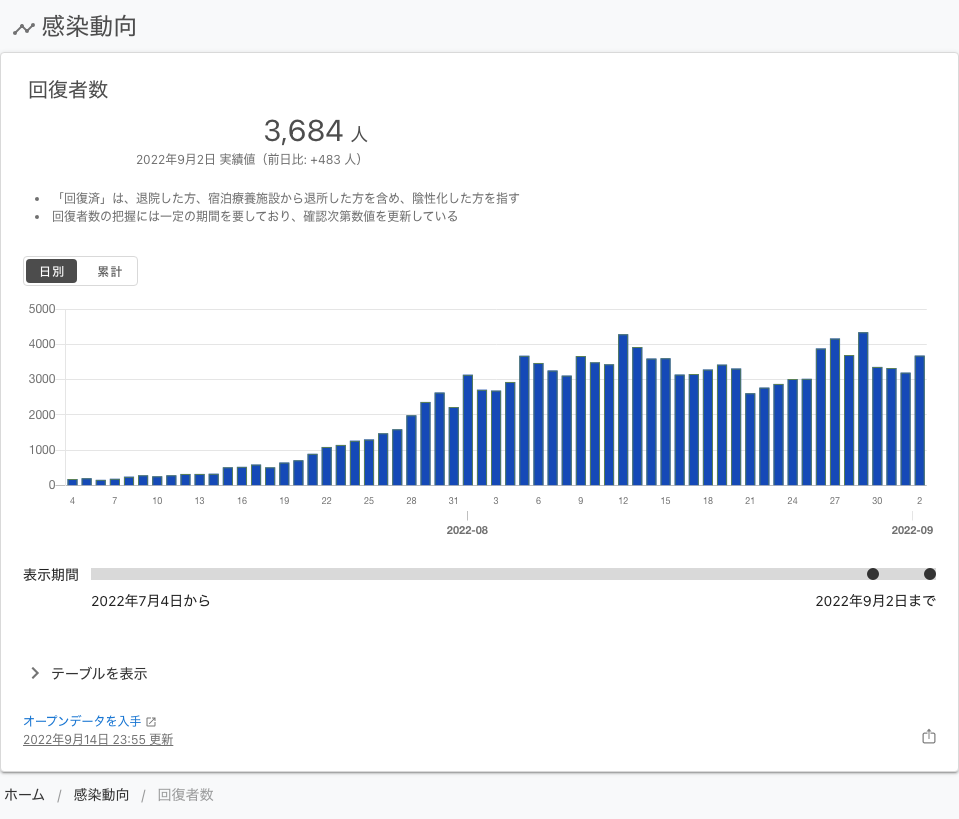 感染動向
回復者数
3,684 人
2022年9月2日 実績値（前日比: +483 人）
• 「回復済」は、退院した方、宿泊療養施設から退所した方を含め、陰性化した方を指す
• 回復者数の把握には一定の期間を要しており、確認次第数値を更新している
日別 累計
5000
4000
3000
2000
1000
0
4 7 10 13 16 19 22 25 28 31 3 6 9 12 15 18 21 24 27 30 2
2022-08 2022-09
表示期間
2022年7月4日から 2022年9月2日まで
テーブルを表示
オープンデータを入手
2022年9月14日 23:55 更新
ホーム / 感染動向 / 回復者数